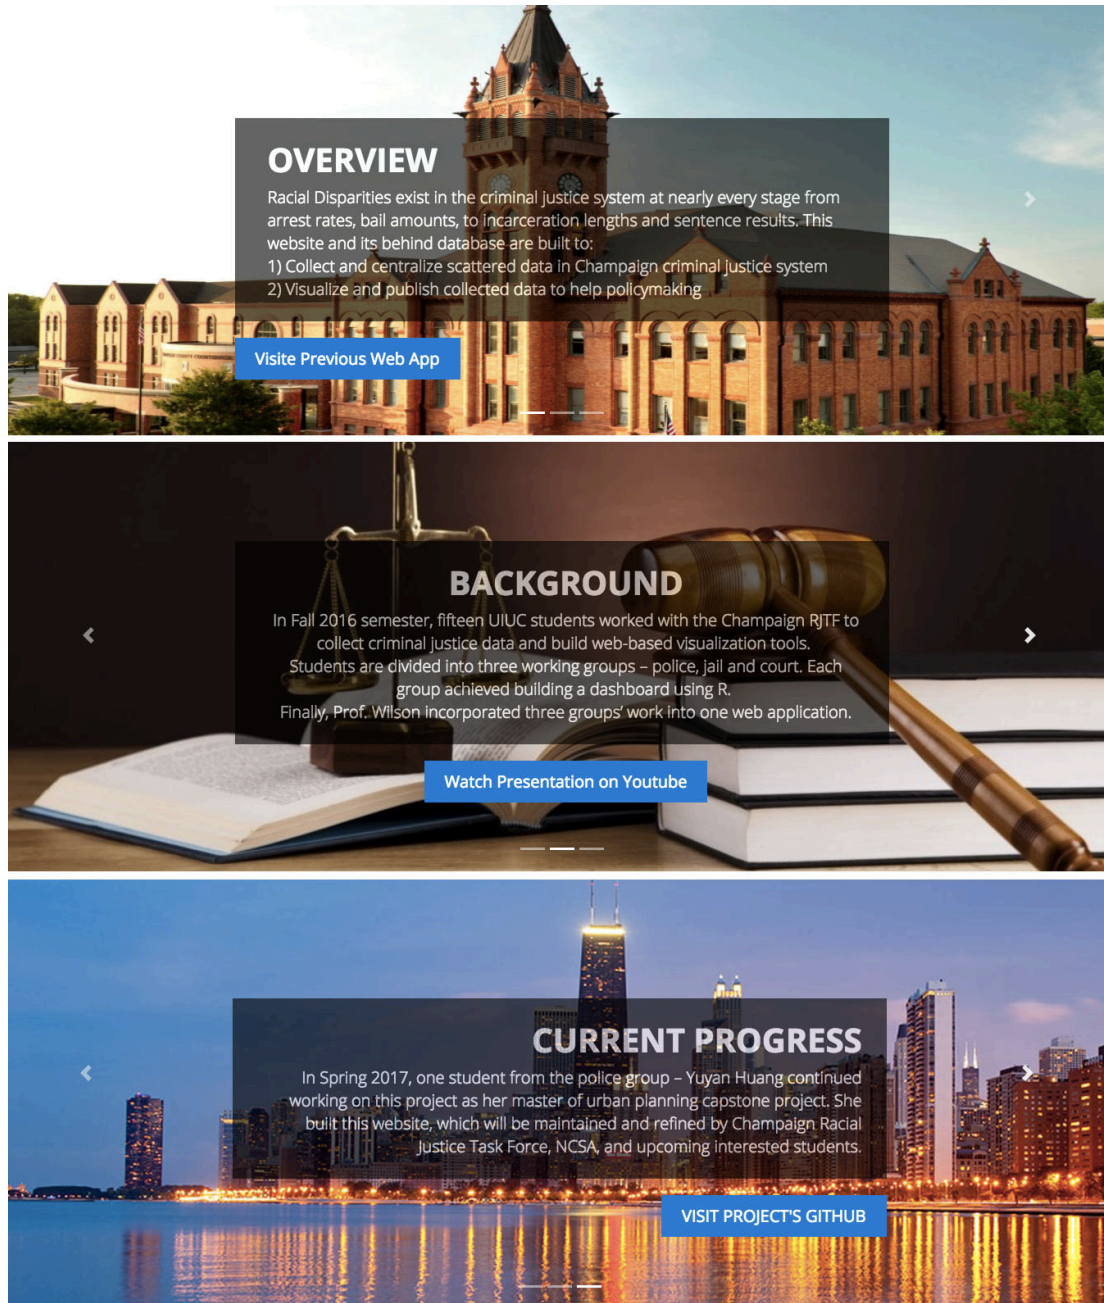 OVERVIEW
Racial Disparities exist in the criminal justice system at nearly every stage from
arrest rates, bail amounts, to incarceration lengths and sentence results. This
website and its behind database are built to:
1) Collect and centralize scattered data in Champaign criminal justice system
2) Visualize and publish collected data to help policymaking
Visite Previous Web App
BACKGROUND
In Fall 2016 semester, fifteen UIUC students worked with the Champaign RJTF to
collect criminal justice data and build web-based visualization tools.
Students are divided into three working groups – police, jail and court. Each
group achieved building a dashboard using R.
Finally, Prof. Wilson incorporated three groups’ work into one web application.
Watch Presentation on Youtube
CURRENT PROGRESS
In Spring 2017, one student from the police group – Yuyan Huang continued
working on this project as her master of urban planning capstone project. She
built this website, which will be maintained and refined by Champaign Racial
Justice Task Force, NCSA, and upcoming interested students.
VISIT PROJECT'S GITHUB